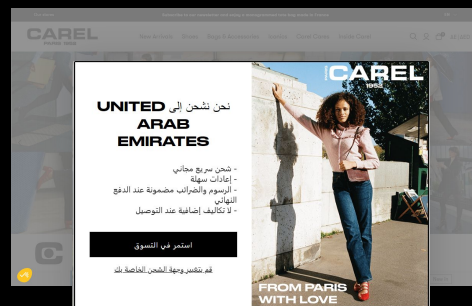 CAREL
PARIS 1952
نحن نشحن إلى UNITED
ARAB
EMIRATES
- شحن سريع مجاني
- إعادات سهلة
- الرسوم والضرائب مضمونة عند الدفع
النهائي
- لا تكاليف إضافية عند التوصيل
استمر في التسوق
قم بتغيير وجهة الشحن الخاصة بك
CAREL
1952
FROM PARIS
WITH LOVE